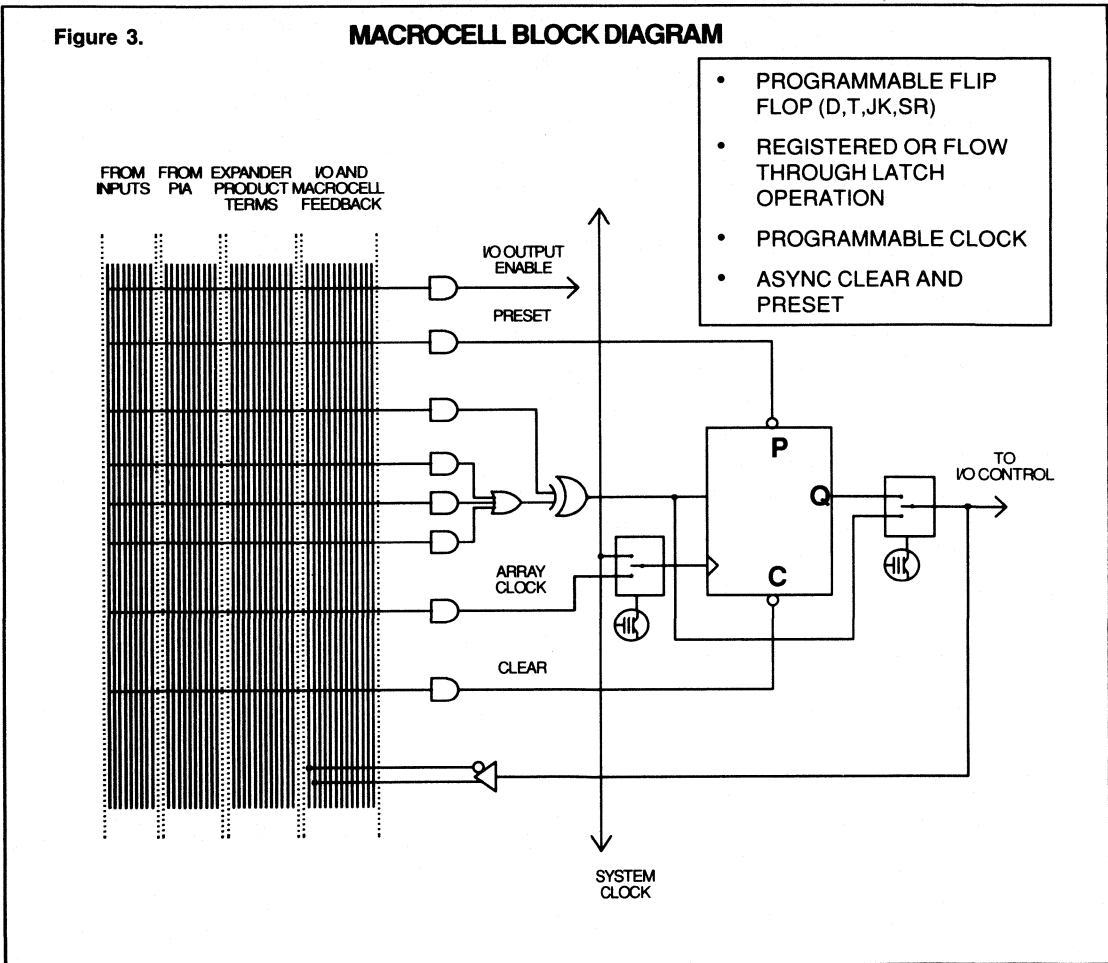 Figure 3.
MACROCELL BLOCK DIAGRAM
• PROGRAMMABLE FLIP
FLOP (D,T,JK,SR)
• REGISTERED OR FLOW
THROUGH LATCH
OPERATION
• PROGRAMMABLE CLOCK
• ASYNC CLEAR AND
PRESET
FROM
INPUTS
FROM
PIA
EXPANDER
PRODUCT
TERMS
I/O AND
MACROCELL
FEEDBACK
I/O OUTPUT
ENABLE
PRESET
P
Q
C
TO
I/O CONTROL
ARRAY
CLOCK
CLEAR
SYSTEM
CLOCK